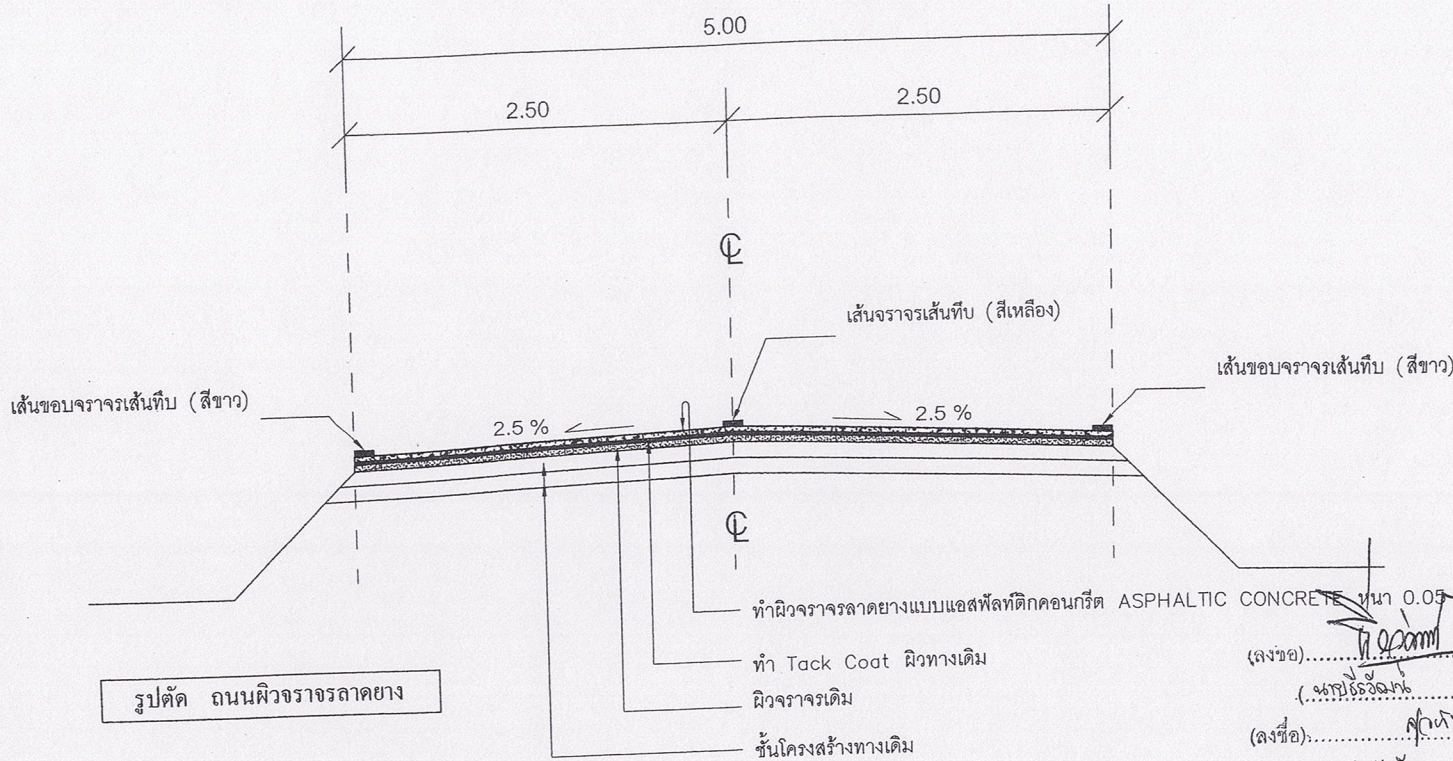 5.00
2.50
2.50
℄
เส้นจราจรเส้นทึบ (สีเหลือง)
เส้นขอบจราจรเส้นทึบ (สีขาว)
เส้นขอบจราจรเส้นทึบ (สีขาว)
2.5 %
2.5 %
℄
ทำผิวจราจรลาดยางแบบแอสฟัลท์ติกคอนกรีต ASPHALTIC CONCRETE หนา 0.05
ทำ Tack Coat ผิวทางเดิม
ผิวจราจรเดิม
ชั้นโครงสร้างทางเดิม
รูปตัด ถนนผิวจราจรลาดยาง
(ลงชื่อ)
(ลงชื่อ)